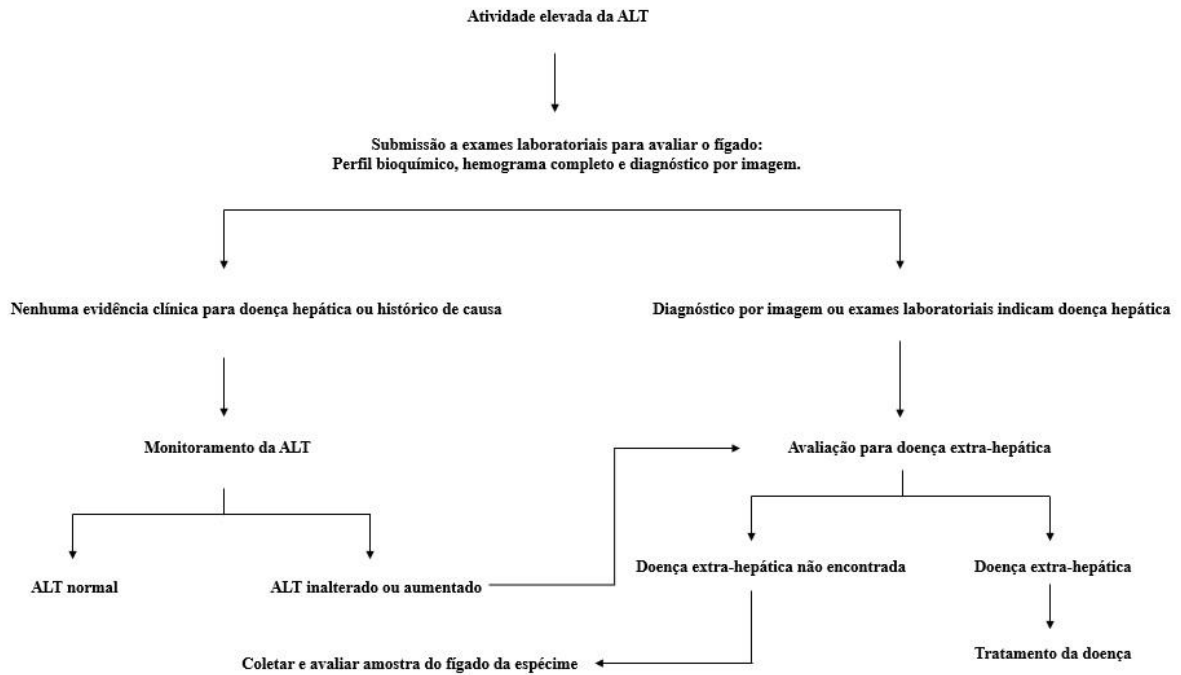 Atividade elevada da ALT
Submissão a exames laboratoriais para avaliar o fígado:
Perfil bioquímico, hemograma completo e diagnóstico por imagem.
Nenhuma evidência clínica para doença hepática ou histórico de causa
Diagnóstico por imagem ou exames laboratoriais indicam doença hepática
Monitoramento da ALT
Avaliação para doença extra-hepática
ALT normal
ALT inalterado ou aumentado
Doença extra-hepática não encontrada
Doença extra-hepática
Coletar e avaliar amostra do fígado da espécime
Tratamento da doença